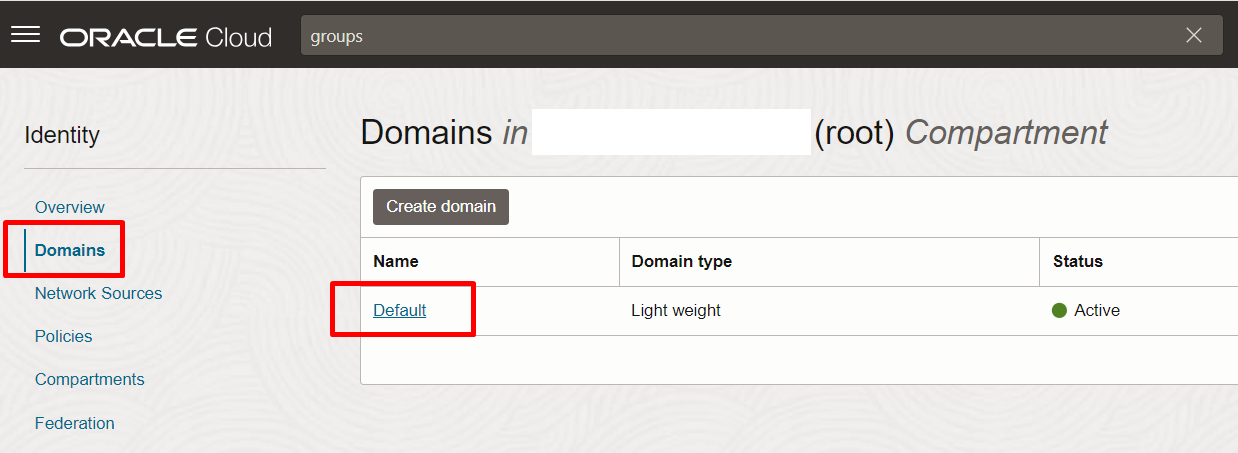 ORACLE Cloud
groups
Identity
Overview
Domains
Network Sources
Policies
Compartments
Federation
Domains in (root) Compartment
Create domain
Name Domain type Status
Default Light weight Active